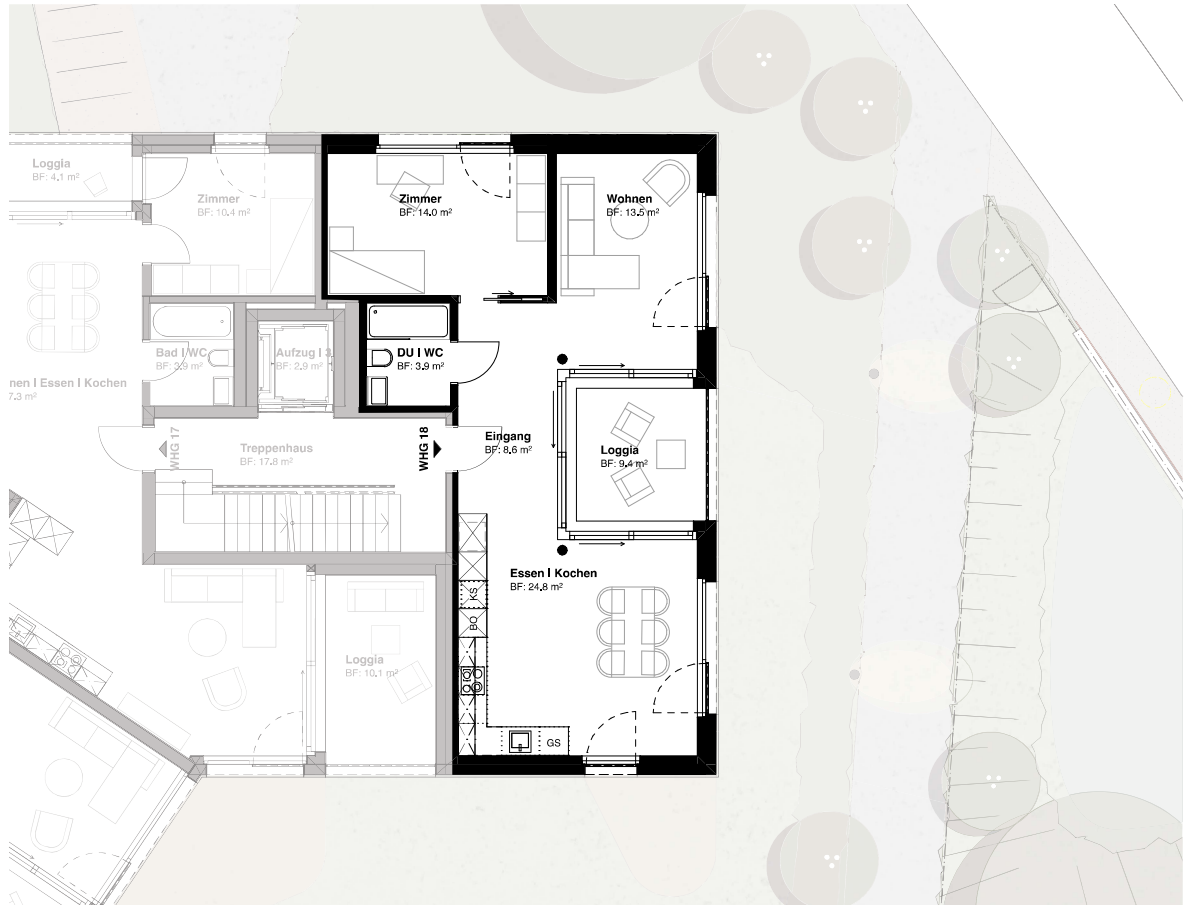 Loggia
BF: 4.1 m²
Zimmer
BF: 10.4 m²
Zimmer
BF: 14.0 m²
Wohnen
BF: 13.5 m²
Bad I WC
BF: 3.9 m²
Aufzug I 3
BF: 2.9 m²
DU I WC
BF: 3.9 m²
nen I Essen I Kochen
7.3 m²
WHG 17
Treppenhaus
BF: 17.8 m²
WHG 18
Eingang
BF: 8.6 m²
Loggia
BF: 9.4 m²
Essen I Kochen
BF: 24.8 m²
KS
BO
Loggia
BF: 10.1 m²
GS